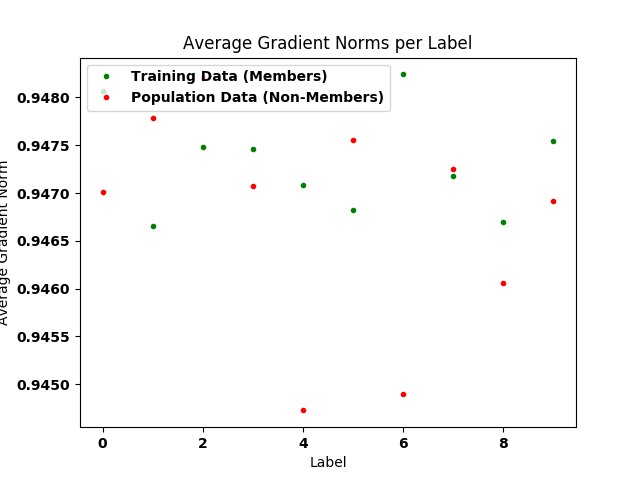 Average Gradient Norms per Label
Training Data (Members)
Population Data (Non-Members)
0.9480
0.9475
0.9470
0.9465
0.9460
0.9455
0.9450
Average Gradient Norm
0 2 4 6 8
Label